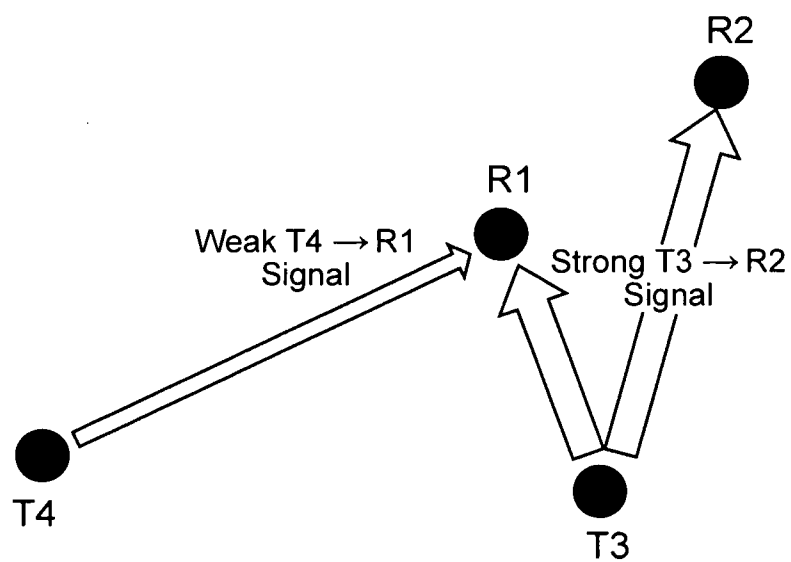 R2
R1
Weak T4 → R1
Signal
Strong T3 → R2
Signal
T4
T3